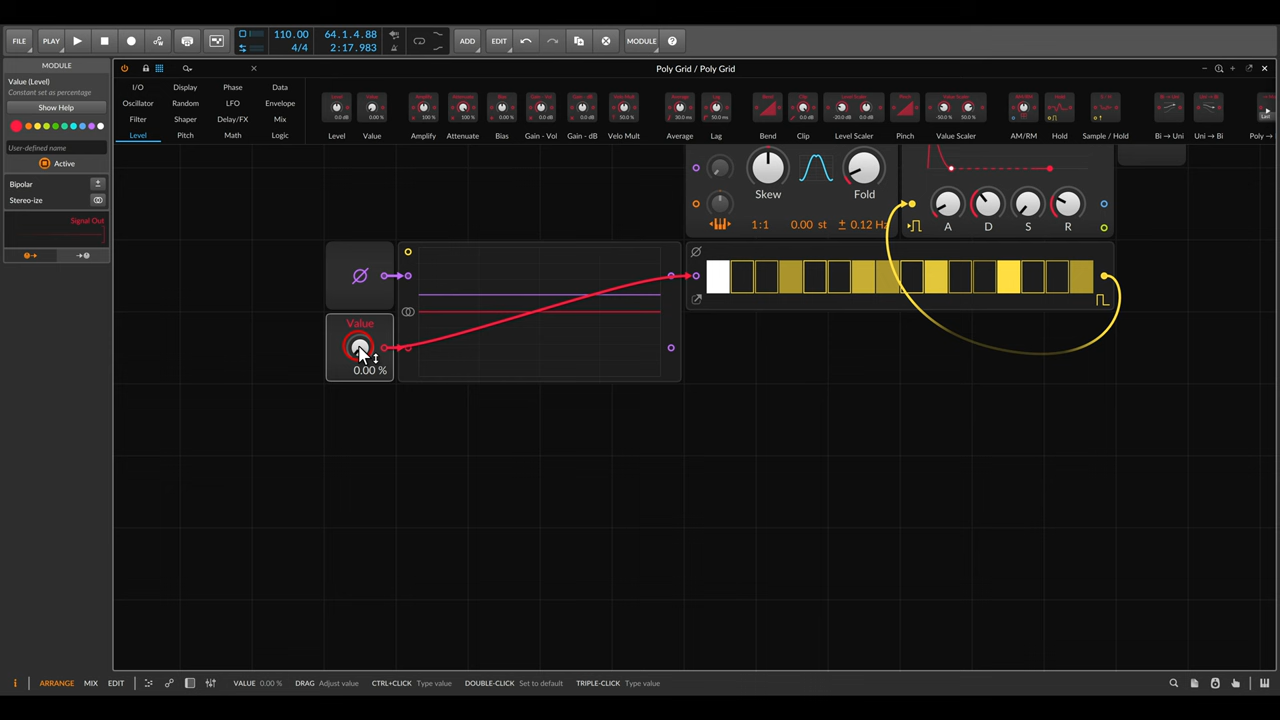 FILE PLAY ADD EDIT MODULE
110.00 64.1.4.88
4/4 2:17.983
MODULE
Poly Grid / Poly Grid
Value (Level)
Constant set as percentage
Show Help
User-defined name
Active
Bipolar
Stereo-ize
Signal Out
I/O Display Phase Data
Oscillator Random LFO Envelope
Filter Shaper Delay/FX Mix
Level Pitch Math Logic
Level Value Amplify Attenuate Bias Gain - Vol Gain - dB Velo Mult Average Lag Bend Clip Level Scaler Pinch Value Scaler AM/RM Hold Sample / Hold Bi → Uni Uni → Bi Poly →
Skew Fold
A D S R
1:1 0.00 st ± 0.12 Hz
Value
0.00 %
i ARRANGE MIX EDIT VALUE 0.00 % DRAG Adjust value CTRL+CLICK Type value DOUBLE-CLICK Set to default TRIPLE-CLICK Type value